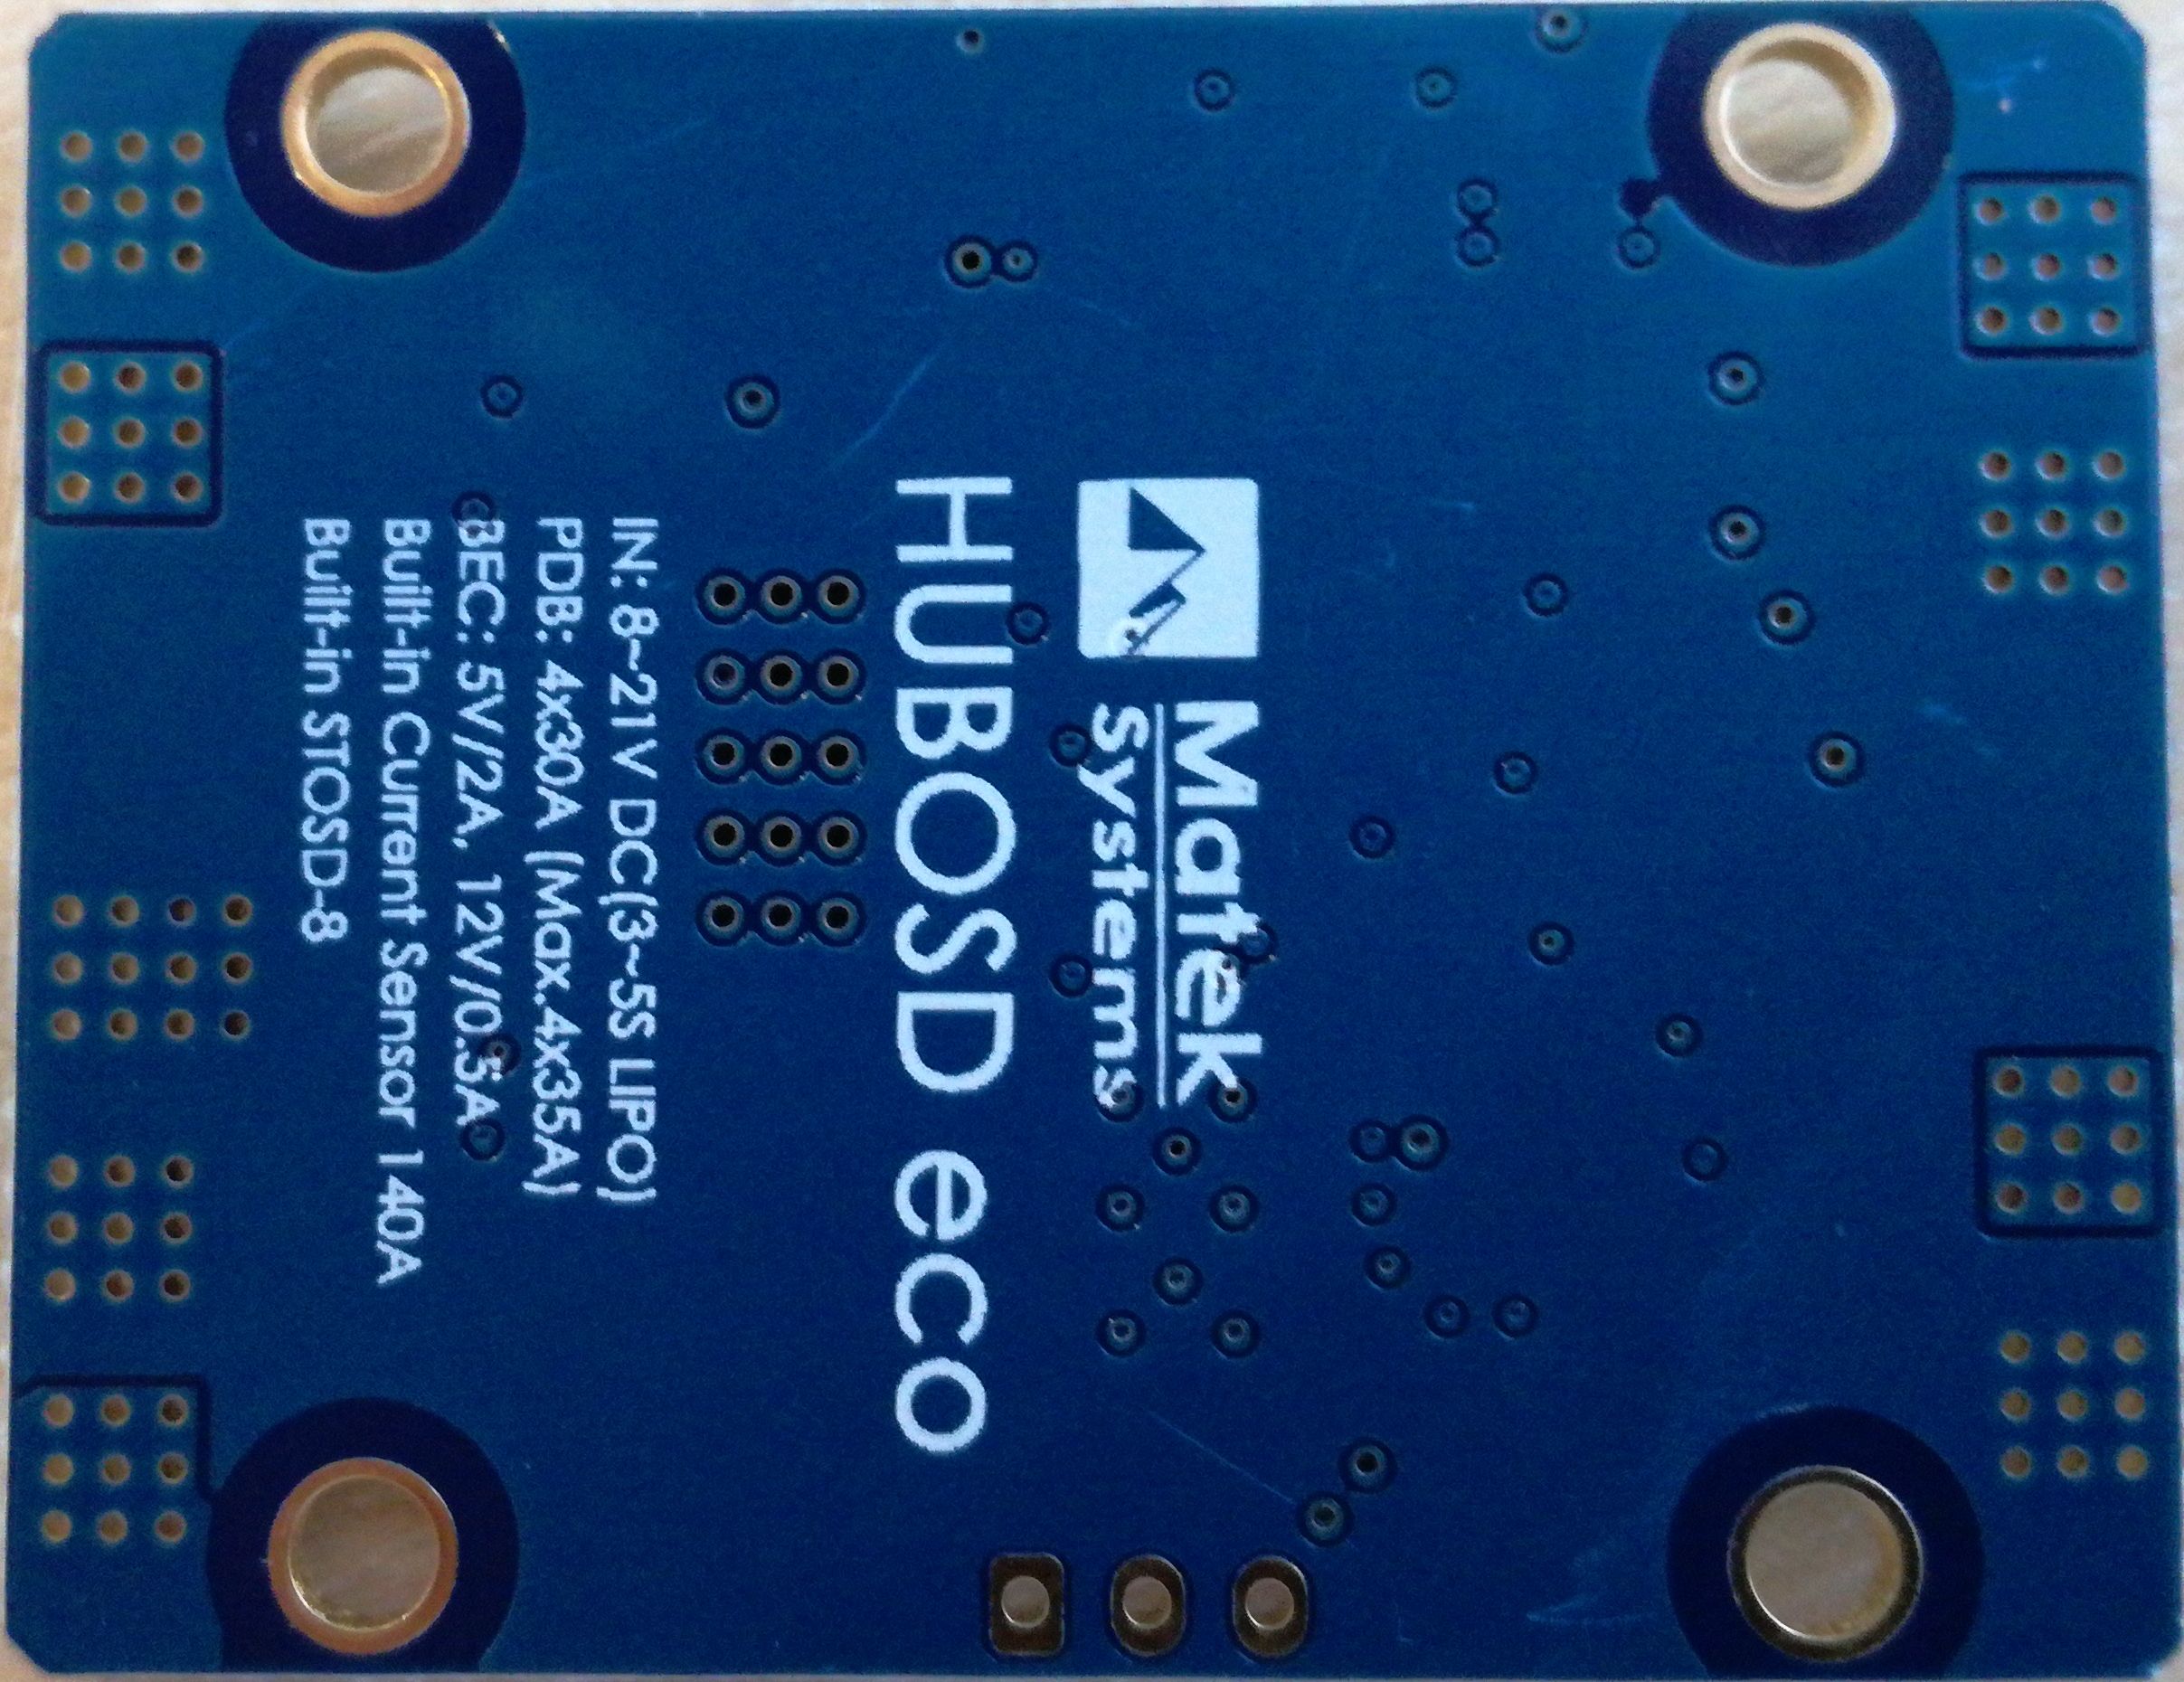 Matek
Systems
HUBOSD eco
IN: 8~21V DC(3~5S LIPO)
PDB: 4x30A (Max.4x35A)
BEC: 5V/2A, 12V/0.5A
Built-in Current Sensor 140A
Built-in STOSD-8